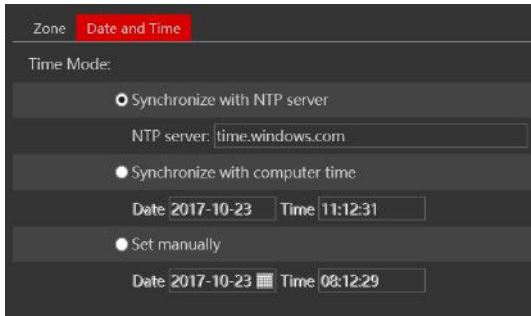 Zone Date and Time
Time Mode:
Synchronize with NTP server
NTP server: time.windows.com
Synchronize with computer time
Date 2017-10-23 Time 11:12:31
Set manually
Date 2017-10-23 Time 08:12:29